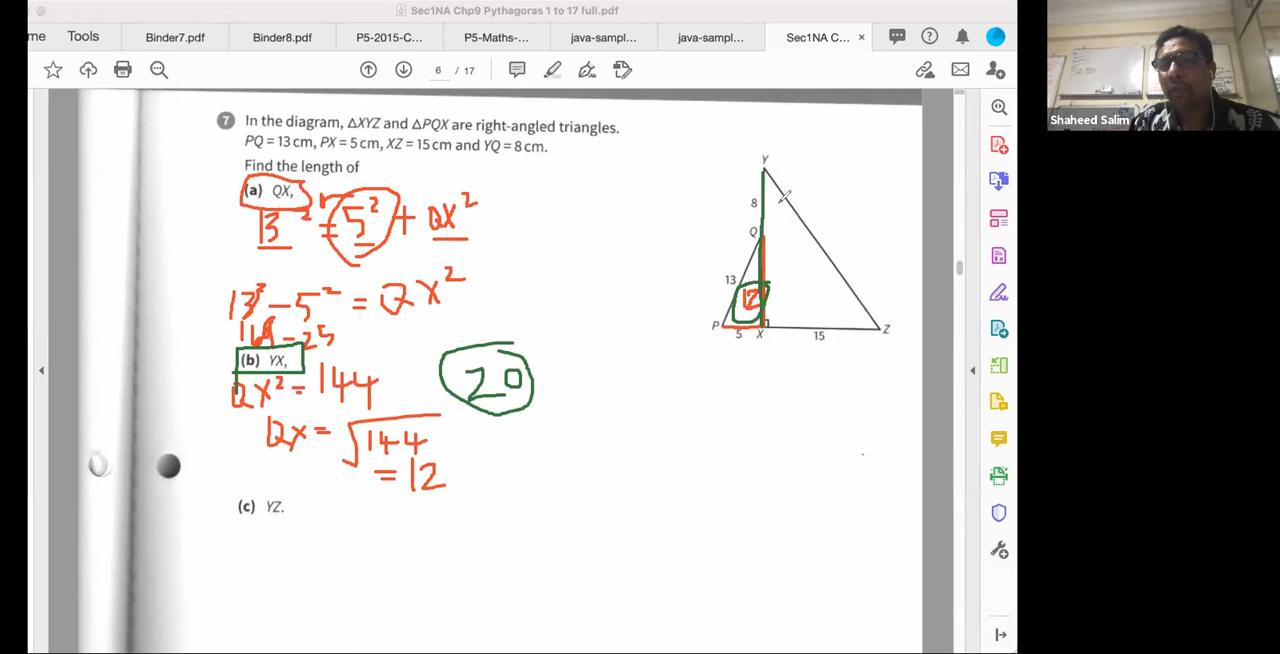 Sec1NA Chp9 Pythagoras 1 to 17 full.pdf
me Tools Binder7.pdf Binder8.pdf P5-2015-C... P5-Maths-... java-sampl... java-sampl... Sec1NA C... ×
6 / 17
Shaheed Salim
7 In the diagram, △XYZ and △PQX are right-angled triangles.
PQ = 13 cm, PX = 5 cm, XZ = 15 cm and YQ = 8 cm.
Find the length of
(a) QX,
13² = 5² + QX²
13² – 5² = QX²
169 – 25
(b) YX,
QX² = 144
20
QX = √144
= 12
(c) YZ.
Y
8
Q
13
12
P
5
X
15
Z